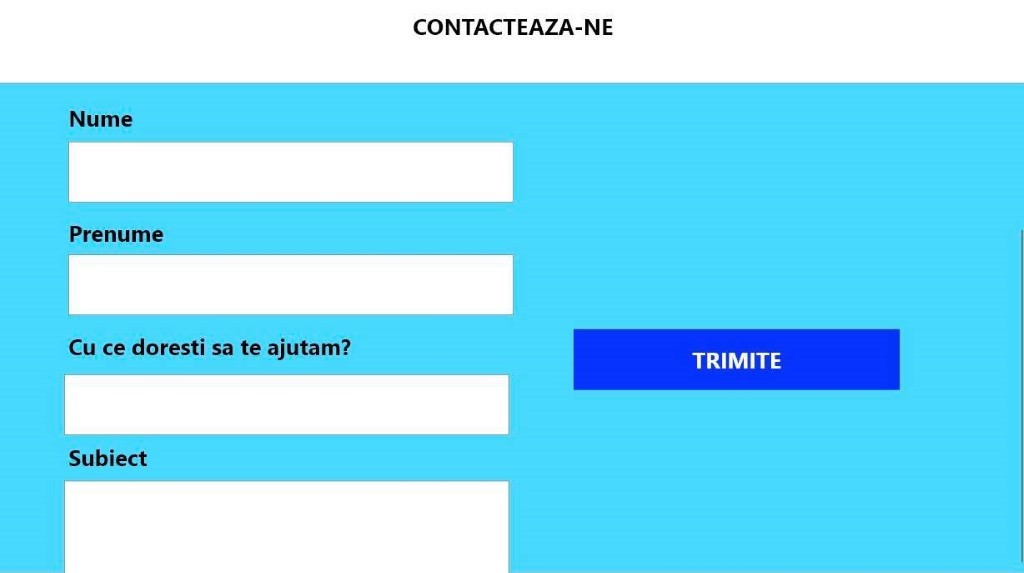 CONTACTEAZA-NE
Nume
Prenume
Cu ce doresti sa te ajutam?
TRIMITE
Subiect